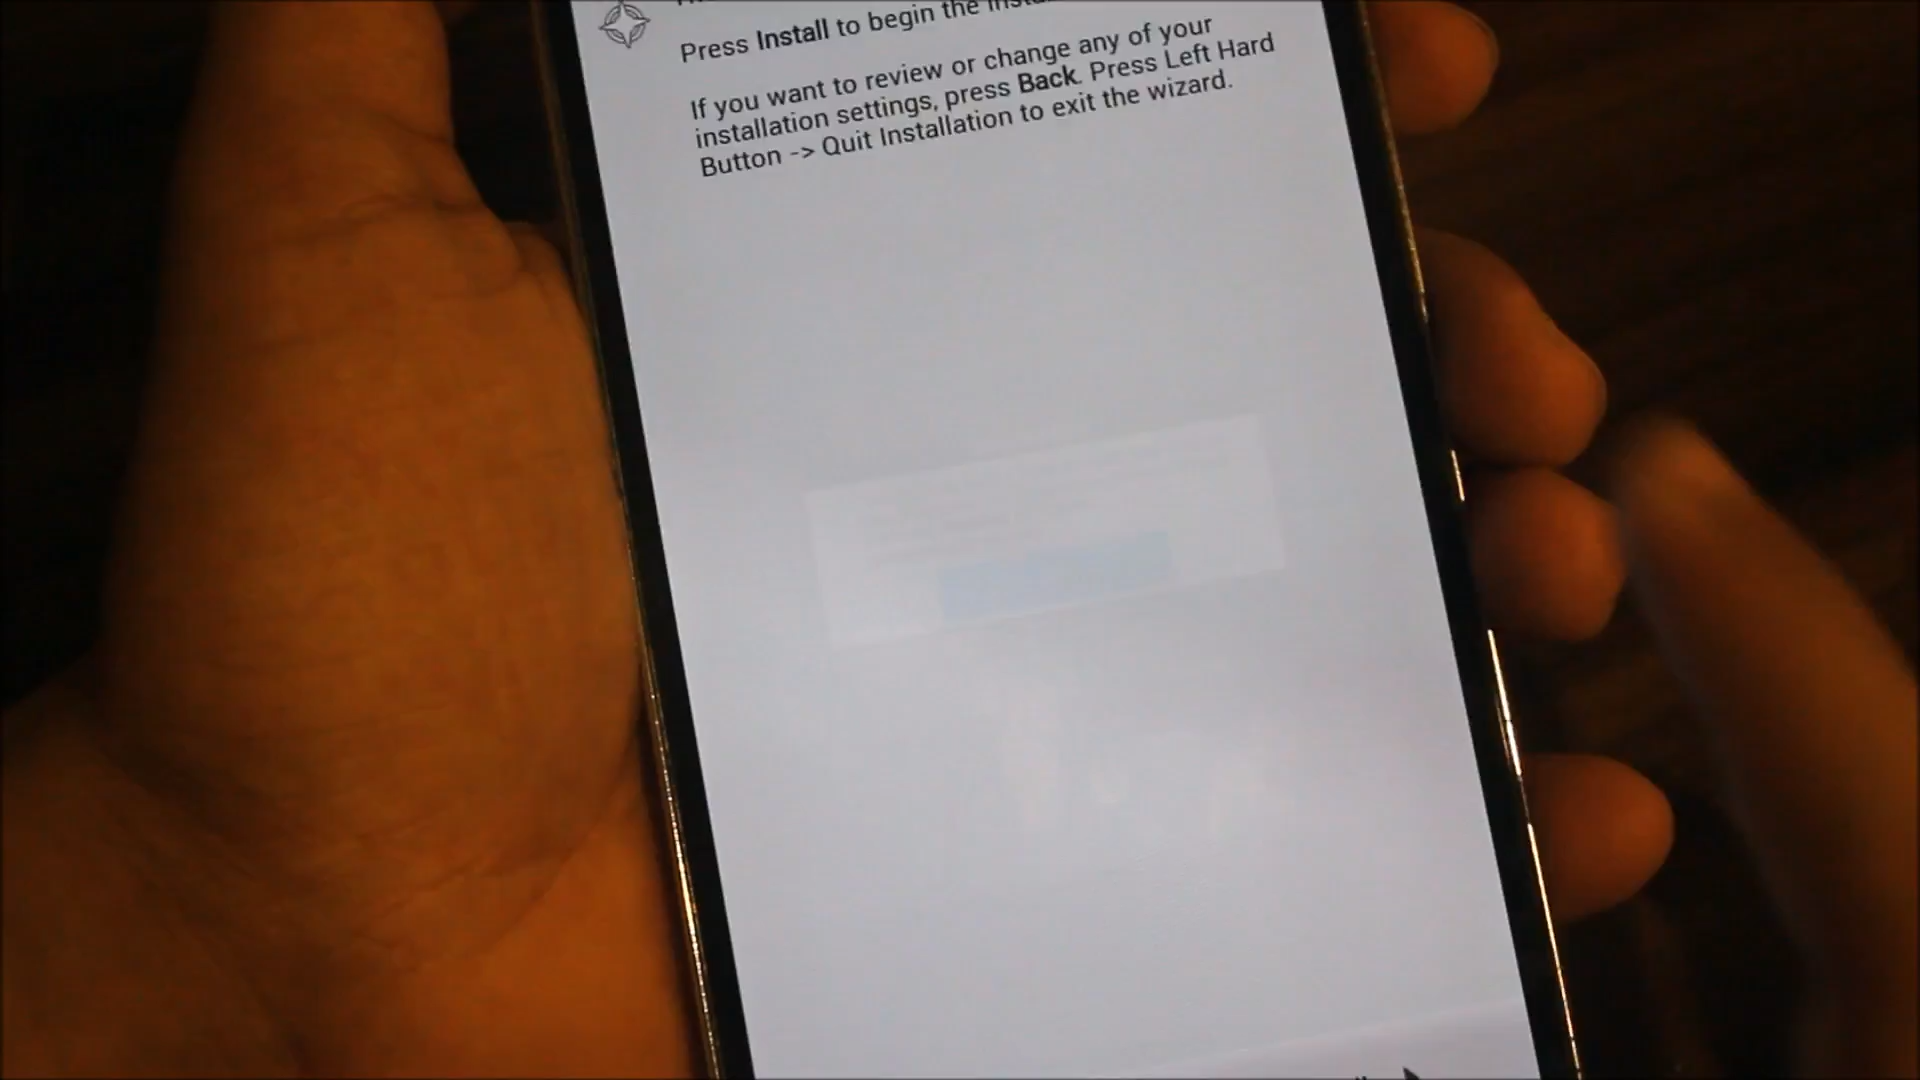 Press Install to begin the
If you want to review or change any of your
installation settings, press Back. Press Left Hard
Button -> Quit Installation to exit the wizard.